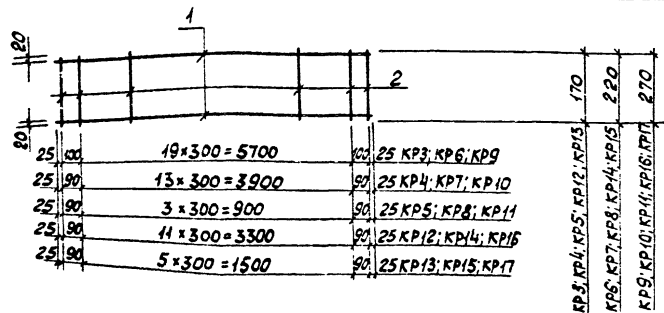 1
20
2
20
25 100 19×300=5700 100 25 КР3; КР6; КР9
25 90 13×300=3900 90 25 КР4; КР7; КР10
25 90 3×300=900 90 25 КР5; КР8; КР11
25 90 11×300=3300 90 25 КР12; КР14; КР16
25 90 5×300=1500 90 25 КР13; КР15; КР17
170
КР3; КР4; КР5; КР12; КР13
220
КР6; КР7; КР8; КР14; КР15
270
КР9; КР10; КР11; КР16; КР17